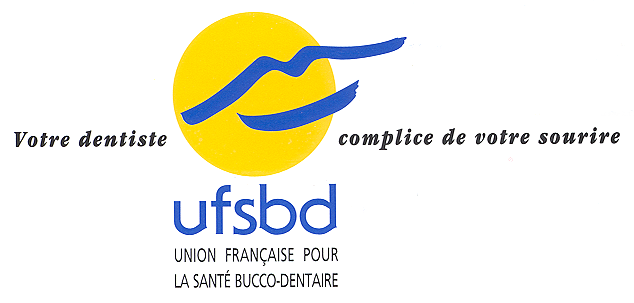 Votre dentiste complice de votre sourire
ufsbd
UNION FRANÇAISE POUR
LA SANTÉ BUCCO-DENTAIRE